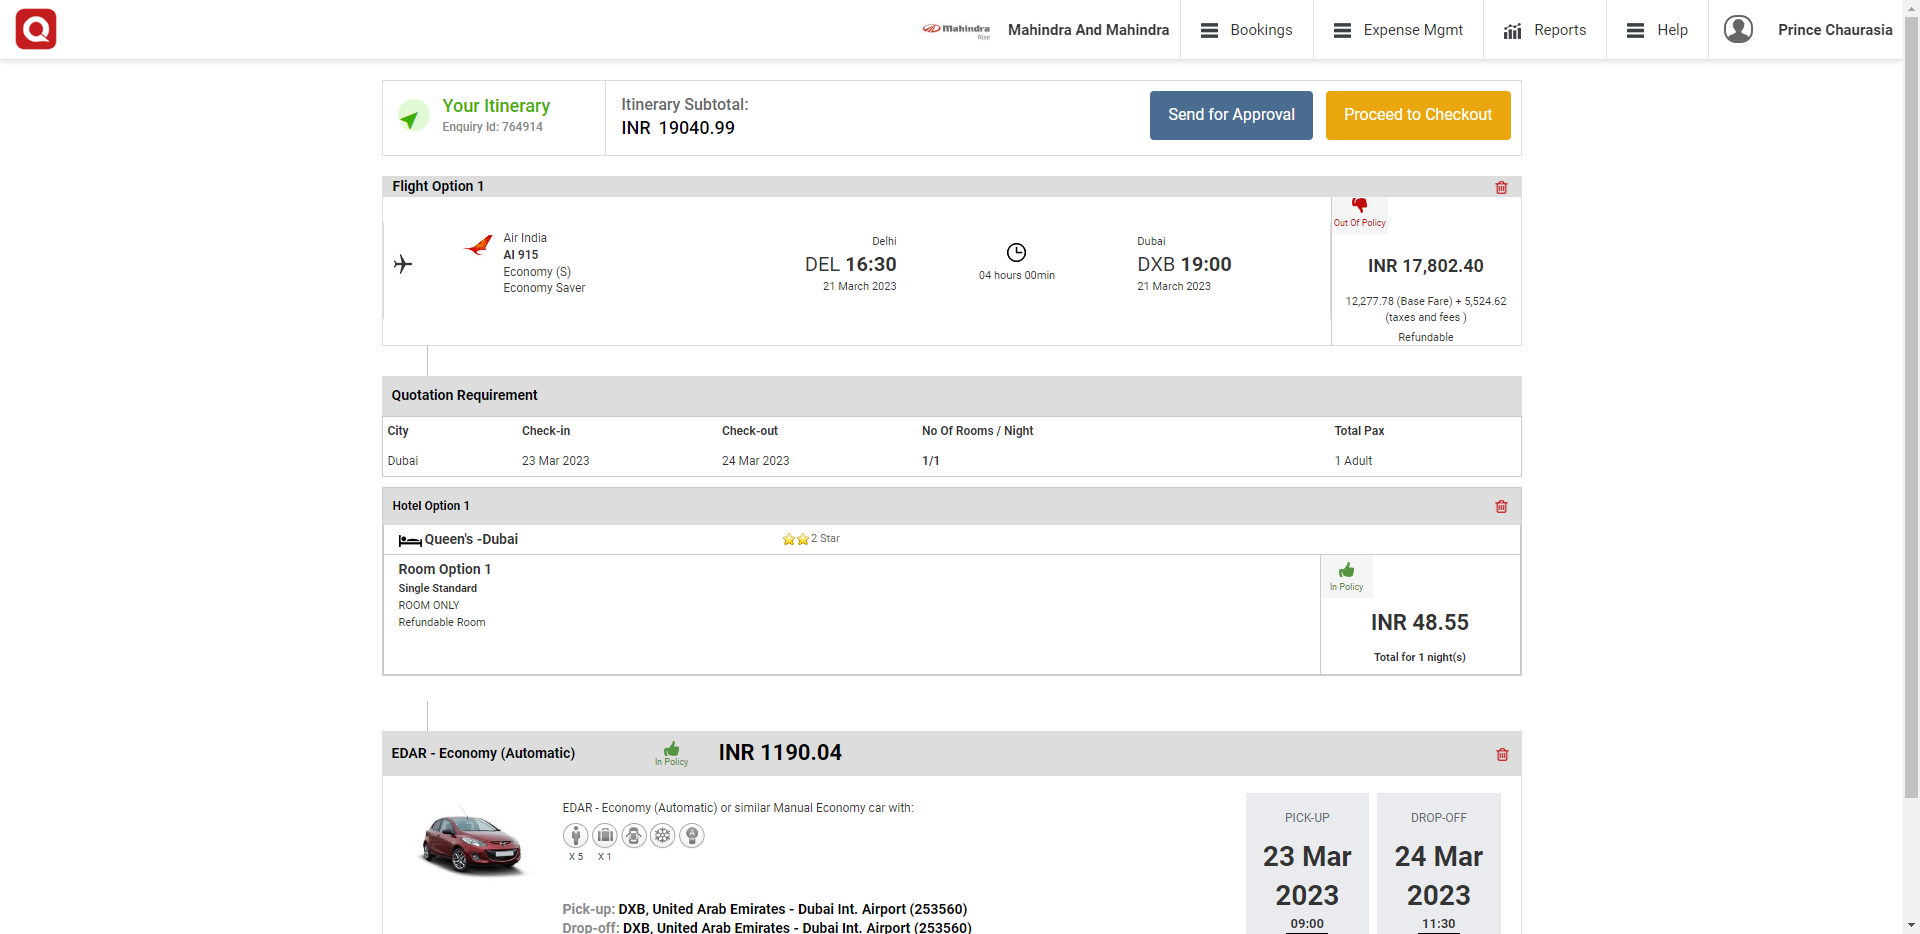 Q
Mahindra
Rise
Mahindra And Mahindra
Bookings
Expense Mgmt
Reports
Help
Prince Chaurasia
Your Itinerary
Enquiry Id: 764914
Itinerary Subtotal:
INR 19040.99
Send for Approval
Proceed to Checkout
Flight Option 1
Out Of Policy
Air India
AI 915
Economy (S)
Economy Saver
Delhi
DEL 16:30
21 March 2023
04 hours 00min
Dubai
DXB 19:00
21 March 2023
INR 17,802.40
12,277.78 (Base Fare) + 5,524.62
(taxes and fees )
Refundable
Quotation Requirement
City Check-in Check-out No Of Rooms / Night Total Pax
Dubai 23 Mar 2023 24 Mar 2023 1/1 1 Adult
Hotel Option 1
Queen's -Dubai
2 Star
Room Option 1
Single Standard
ROOM ONLY
Refundable Room
In Policy
INR 48.55
Total for 1 night(s)
EDAR - Economy (Automatic)
In Policy
INR 1190.04
EDAR - Economy (Automatic) or similar Manual Economy car with:
X 5 X 1
Pick-up: DXB, United Arab Emirates - Dubai Int. Airport (253560)
Drop-off: DXB, United Arab Emirates - Dubai Int. Airport (253560)
PICK-UP
23 Mar
2023
09:00
DROP-OFF
24 Mar
2023
11:30